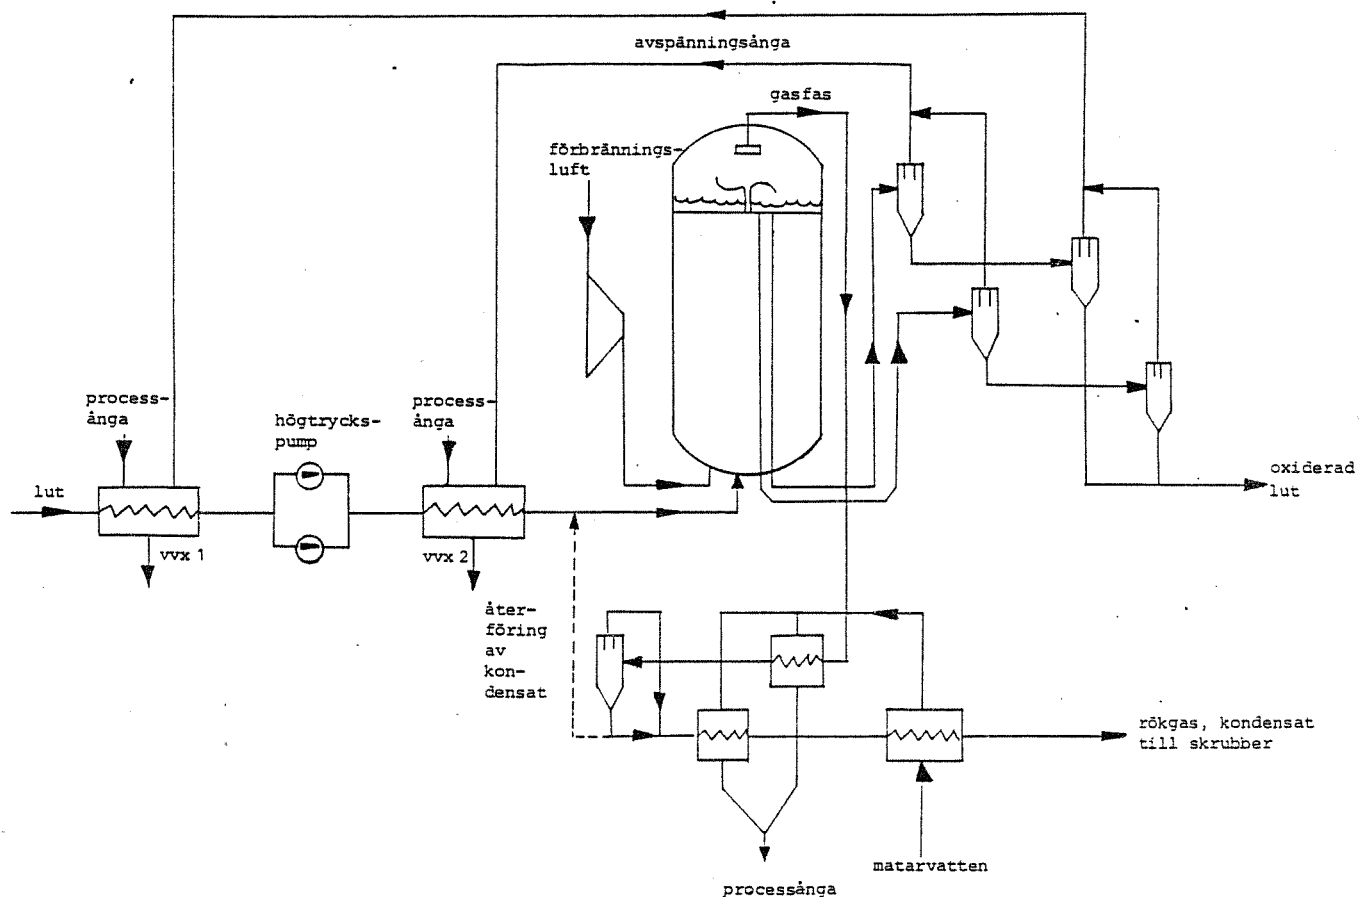 avspänningsånga
gasfas
förbrännings-
luft
process-
ånga
högtrycks-
pump
process-
ånga
lut
vvx 1
vvx 2
oxiderad
lut
åter-
föring
av
kon-
densat
rökgas, kondensat
till skrubber
matarvatten
processånga